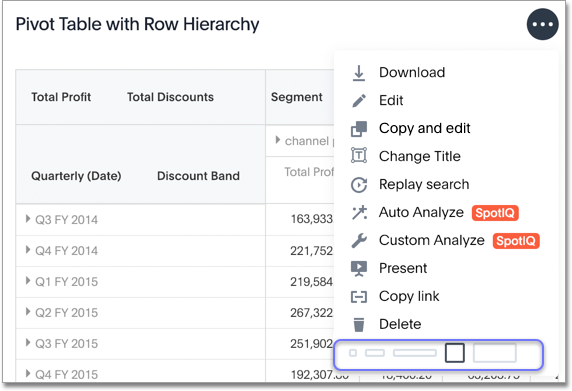 Pivot Table with Row Hierarchy
Total Profit Total Discounts Segment
channel
Total Prof
Quarterly (Date) Discount Band
Q3 FY 2014 163,933
Q4 FY 2014 221,752
Q1 FY 2015 219,584
Q2 FY 2015 267,322
Q3 FY 2015 251,902
Q4 FY 2015 192,307.00
Download
Edit
Copy and edit
Change Title
Replay search
Auto Analyze SpotIQ
Custom Analyze SpotIQ
Present
Copy link
Delete